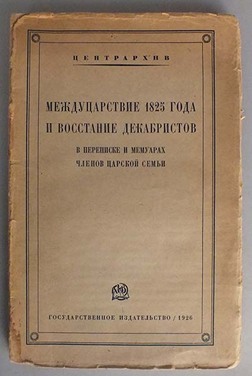 ЦЕНТРАРХИВ
МЕЖДУЦАРСТВИЕ 1825 ГОДА
И ВОССТАНИЕ ДЕКАБРИСТОВ
В ПЕРЕПИСКЕ И МЕМУАРАХ
ЧЛЕНОВ ЦАРСКОЙ СЕМЬИ
ГОСУДАРСТВЕННОЕ ИЗДАТЕЛЬСТВО / 1926